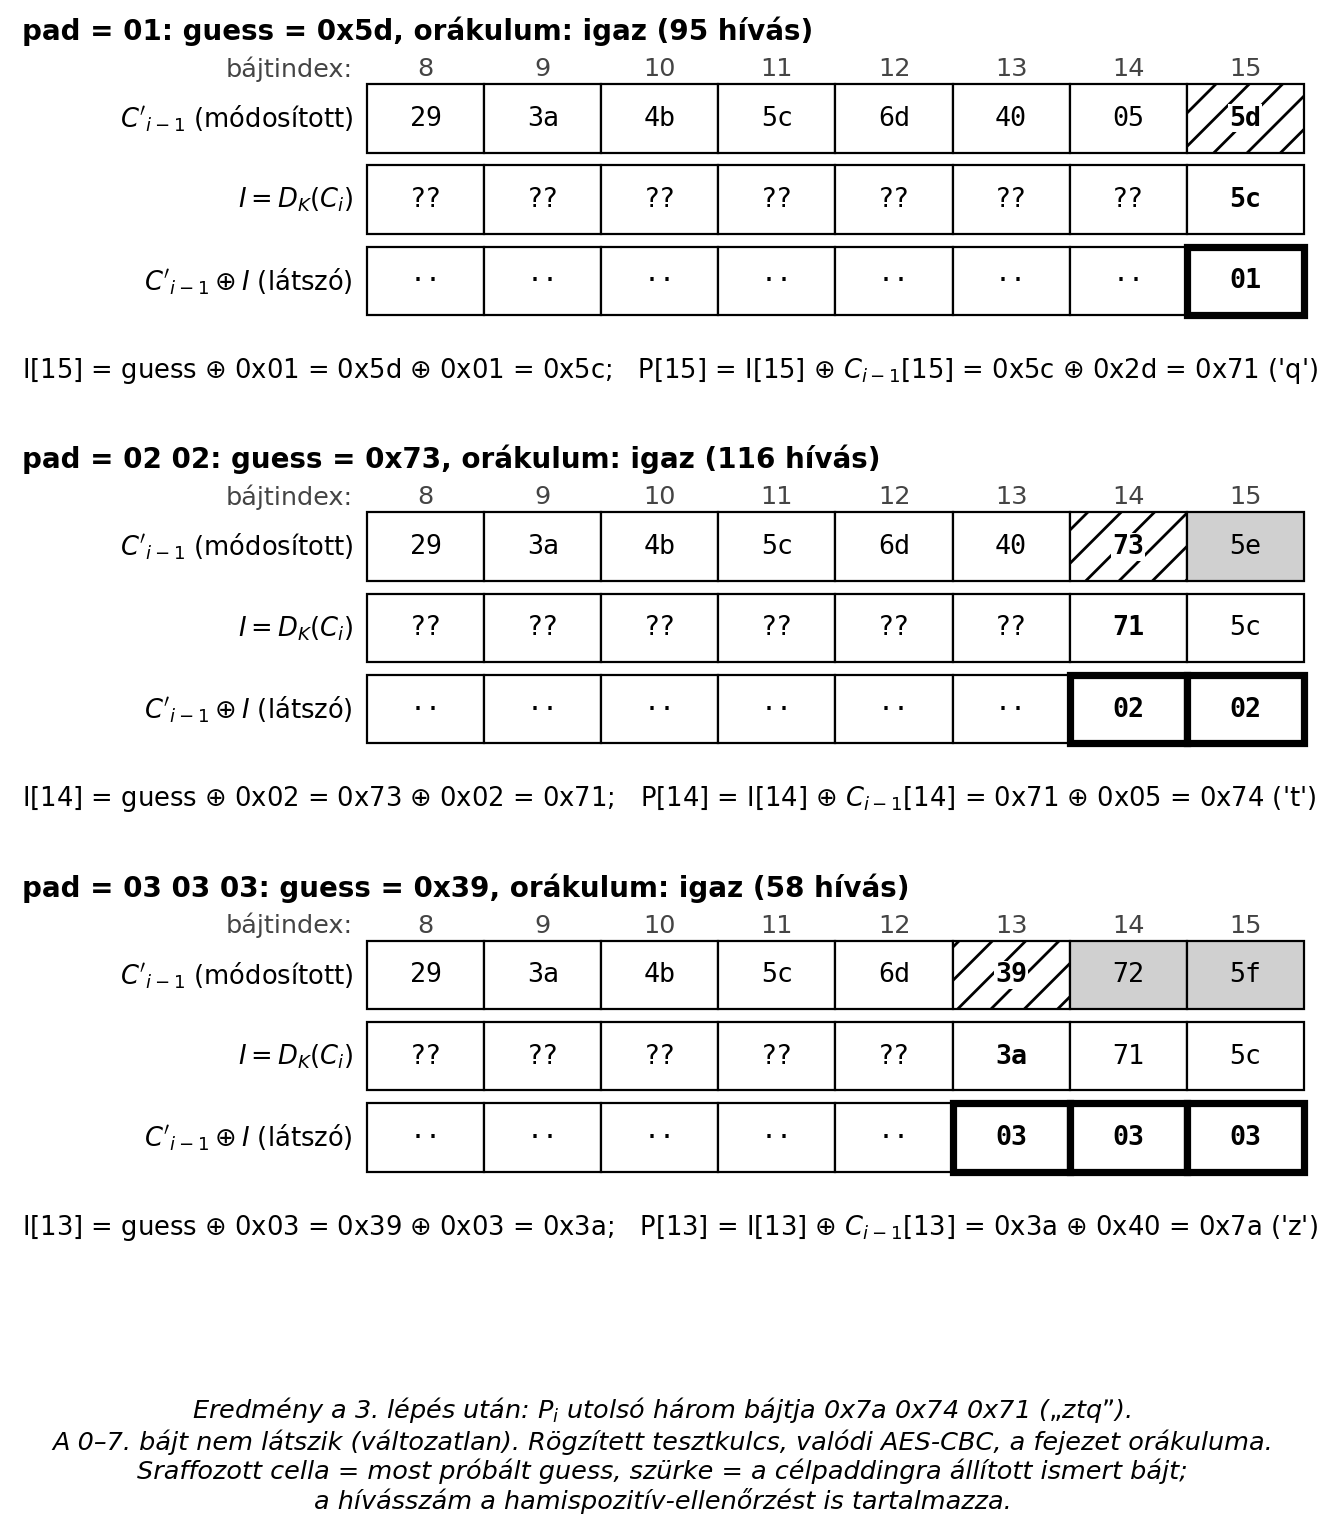 pad = 01: guess = 0x5d, orákulum: igaz (95 hívás)
bájtindex: 8 9 10 11 12 13 14 15
C′ᵢ₋₁ (módosított) 29 3a 4b 5c 6d 40 05 5d
I = D_K(Cᵢ) ?? ?? ?? ?? ?? ?? ?? 5c
C′ᵢ₋₁ ⊕ I (látszó) ·· ·· ·· ·· ·· ·· ·· 01
I[15] = guess ⊕ 0x01 = 0x5d ⊕ 0x01 = 0x5c; P[15] = I[15] ⊕ Cᵢ₋₁[15] = 0x5c ⊕ 0x2d = 0x71 ('q')
pad = 02 02: guess = 0x73, orákulum: igaz (116 hívás)
bájtindex: 8 9 10 11 12 13 14 15
C′ᵢ₋₁ (módosított) 29 3a 4b 5c 6d 40 73 5e
I = D_K(Cᵢ) ?? ?? ?? ?? ?? ?? 71 5c
C′ᵢ₋₁ ⊕ I (látszó) ·· ·· ·· ·· ·· ·· 02 02
I[14] = guess ⊕ 0x02 = 0x73 ⊕ 0x02 = 0x71; P[14] = I[14] ⊕ Cᵢ₋₁[14] = 0x71 ⊕ 0x05 = 0x74 ('t')
pad = 03 03 03: guess = 0x39, orákulum: igaz (58 hívás)
bájtindex: 8 9 10 11 12 13 14 15
C′ᵢ₋₁ (módosított) 29 3a 4b 5c 6d 39 72 5f
I = D_K(Cᵢ) ?? ?? ?? ?? ?? 3a 71 5c
C′ᵢ₋₁ ⊕ I (látszó) ·· ·· ·· ·· ·· 03 03 03
I[13] = guess ⊕ 0x03 = 0x39 ⊕ 0x03 = 0x3a; P[13] = I[13] ⊕ Cᵢ₋₁[13] = 0x3a ⊕ 0x40 = 0x7a ('z')
Eredmény a 3. lépés után: Pᵢ utolsó három bájtja 0x7a 0x74 0x71 („ztq”).
A 0–7. bájt nem látszik (változatlan). Rögzített tesztkulcs, valódi AES-CBC, a fejezet orákuluma.
Sraffozott cella = most próbált guess, szürke = a célpaddingra állított ismert bájt;
a hívásszám a hamispozitív-ellenőrzést is tartalmazza.